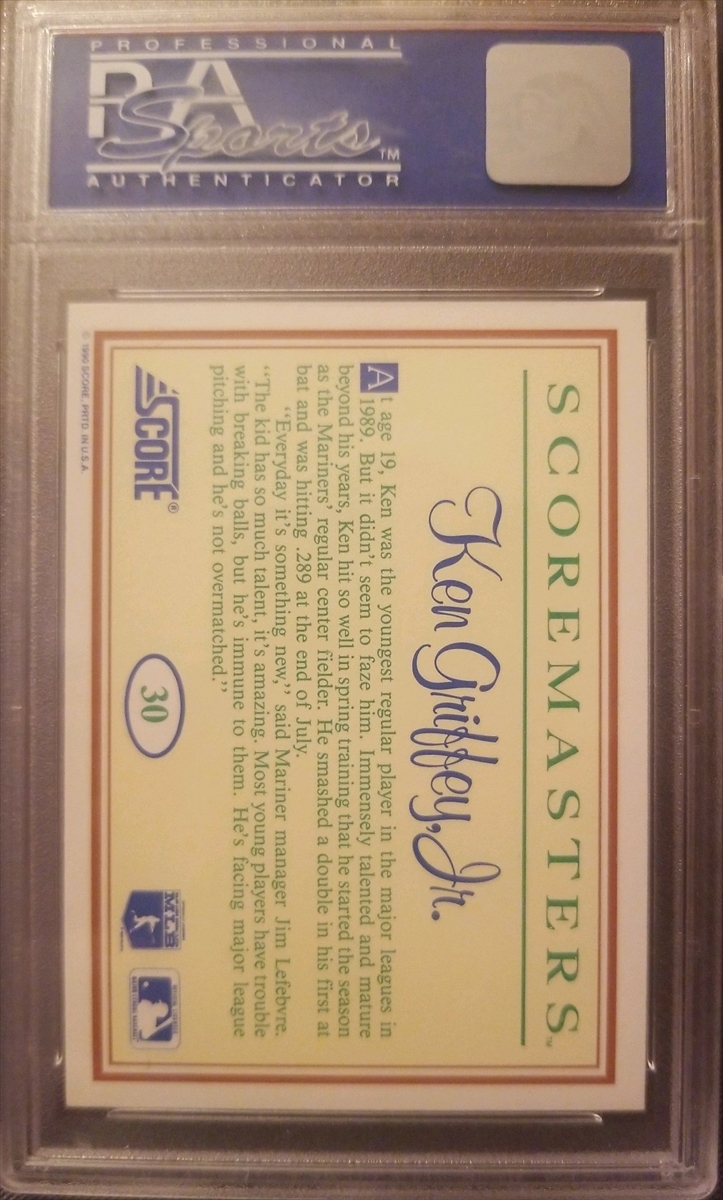 PROFESSIONAL
PSA
Sports™
AUTHENTICATOR
SCOREMASTERS™
Ken Griffey, Jr.
At age 19, Ken was the youngest regular player in the major leagues in
1989. But it didn't seem to faze him. Immensely talented and mature
beyond his years, Ken hit so well in spring training that he started the season
as the Mariners' regular center fielder. He smashed a double in his first at
bat and was hitting .289 at the end of July.
“Everyday it's something new,” said Mariner manager Jim Lefebvre.
“The kid has so much talent, it's amazing. Most young players have trouble
with breaking balls, but he's immune to them. He's facing major league
pitching and he's not overmatched.”
SCORE®
30
© 1990 SCORE, PRTD. IN U.S.A.